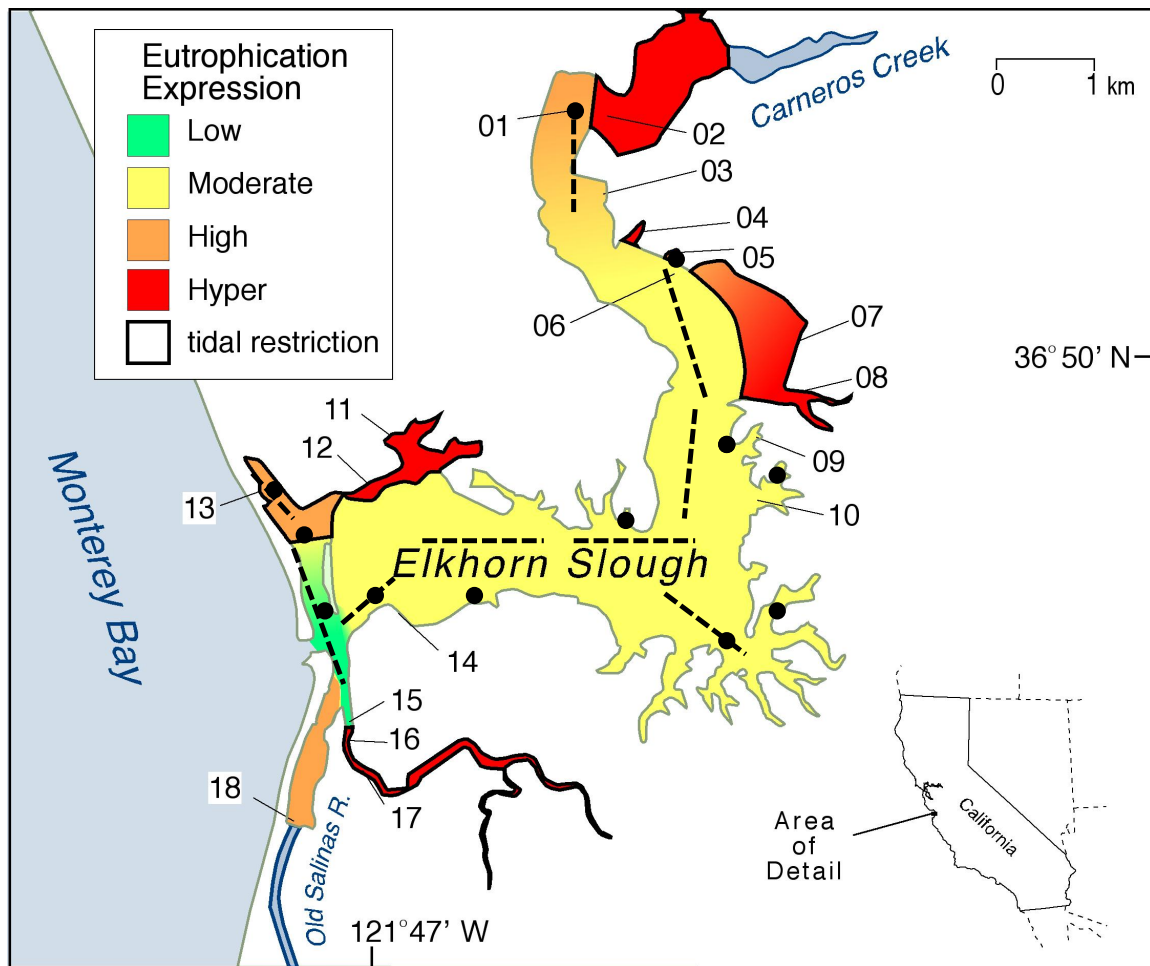 Eutrophication
Expression
Low
Moderate
High
Hyper
tidal restriction
Carneros Creek
0 1 km
01
02
03
04
05
06
07
08
36° 50' N
09
10
11
12
13
Monterey Bay
Elkhorn Slough
14
15
16
17
18
Old Salinas R.
121°47' W
Area
of
Detail
California